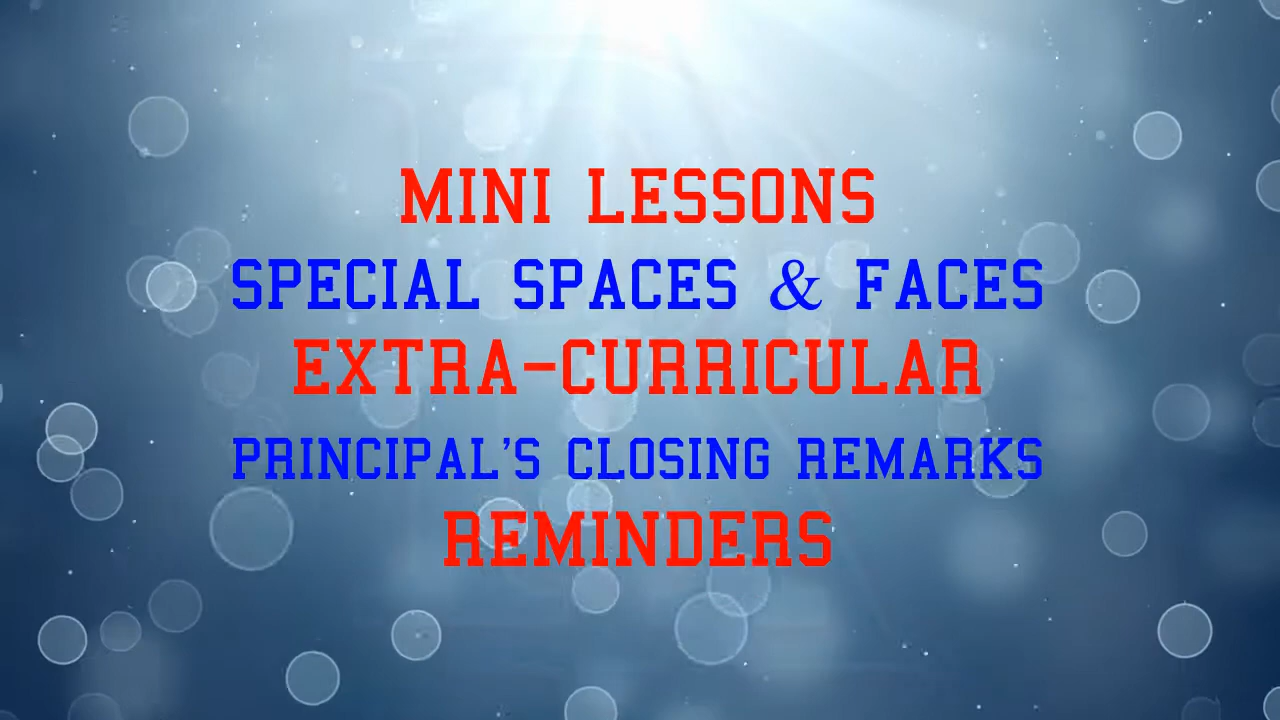 MINI LESSONS
SPECIAL SPACES & FACES
EXTRA-CURRICULAR
PRINCIPAL'S CLOSING REMARKS
REMINDERS